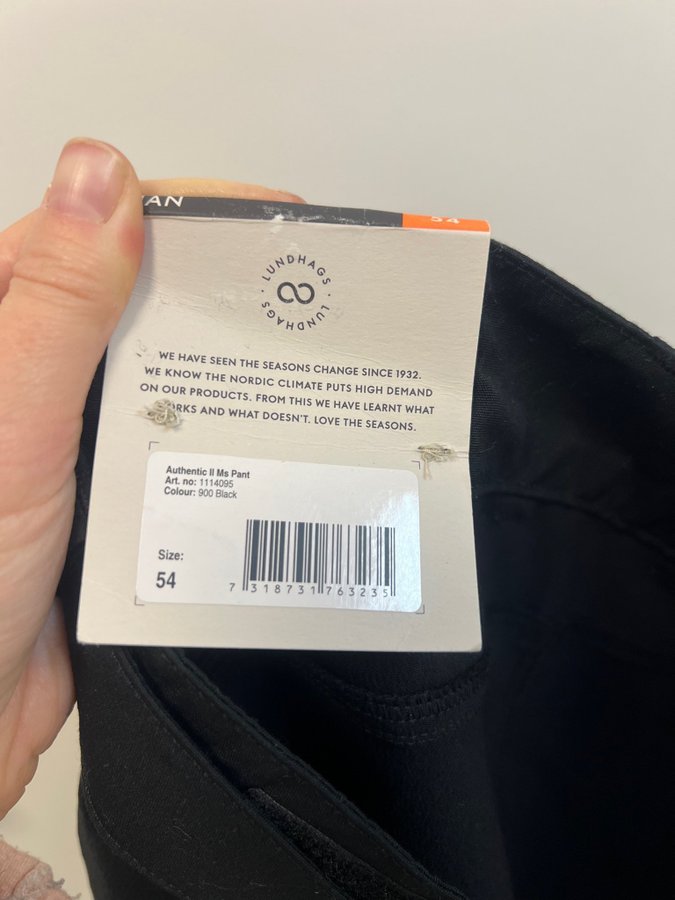 54
LUNDHAGS · LUNDHAGS ·
WE HAVE SEEN THE SEASONS CHANGE SINCE 1932.
WE KNOW THE NORDIC CLIMATE PUTS HIGH DEMAND
ON OUR PRODUCTS. FROM THIS WE HAVE LEARNT WHAT
AND WHAT DOESN'T. LOVE THE SEASONS.
Authentic II Ms Pant
Art. no: 1114095
Colour: 900 Black
Size:
54
7 318731 763235